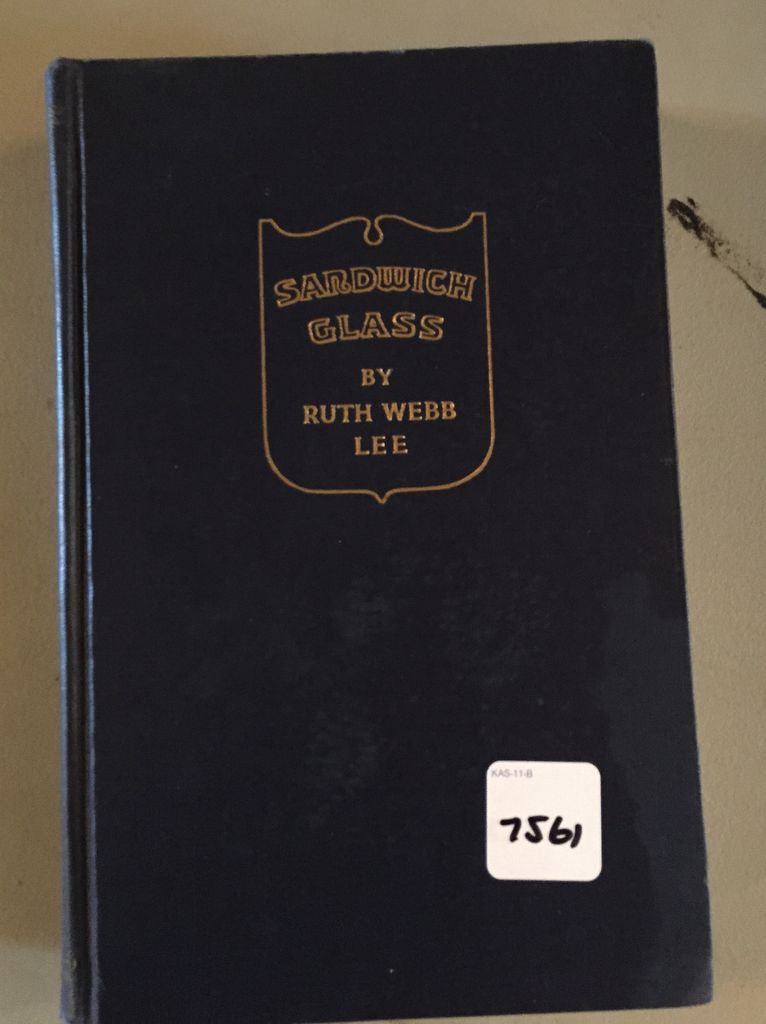 SANDWICH
GLASS
BY
RUTH WEBB
LEE
KAS-11-B
7561